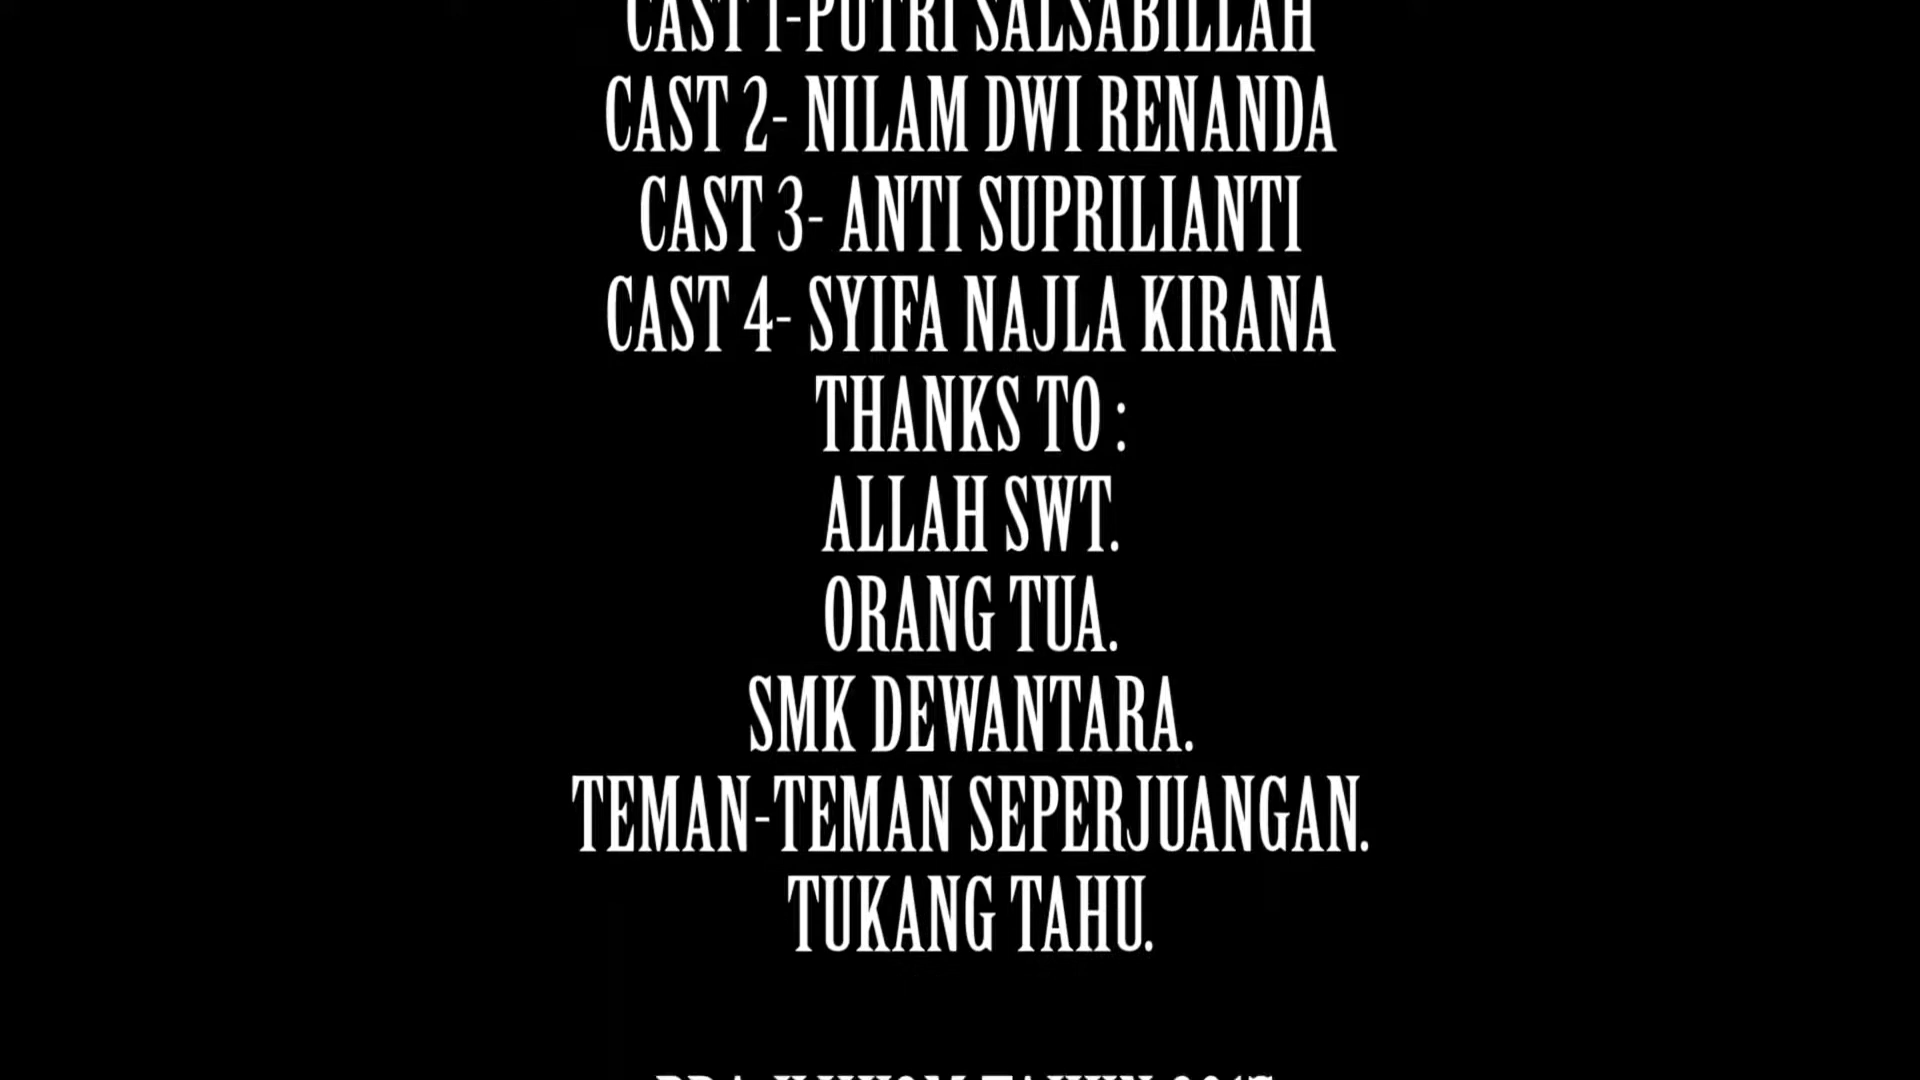 CAST 1-PUTRI SALSABILLAH
CAST 2- NILAM DWI RENANDA
CAST 3- ANTI SUPRILIANTI
CAST 4- SYIFA NAJLA KIRANA
THANKS TO :
ALLAH SWT.
ORANG TUA.
SMK DEWANTARA.
TEMAN-TEMAN SEPERJUANGAN.
TUKANG TAHU.